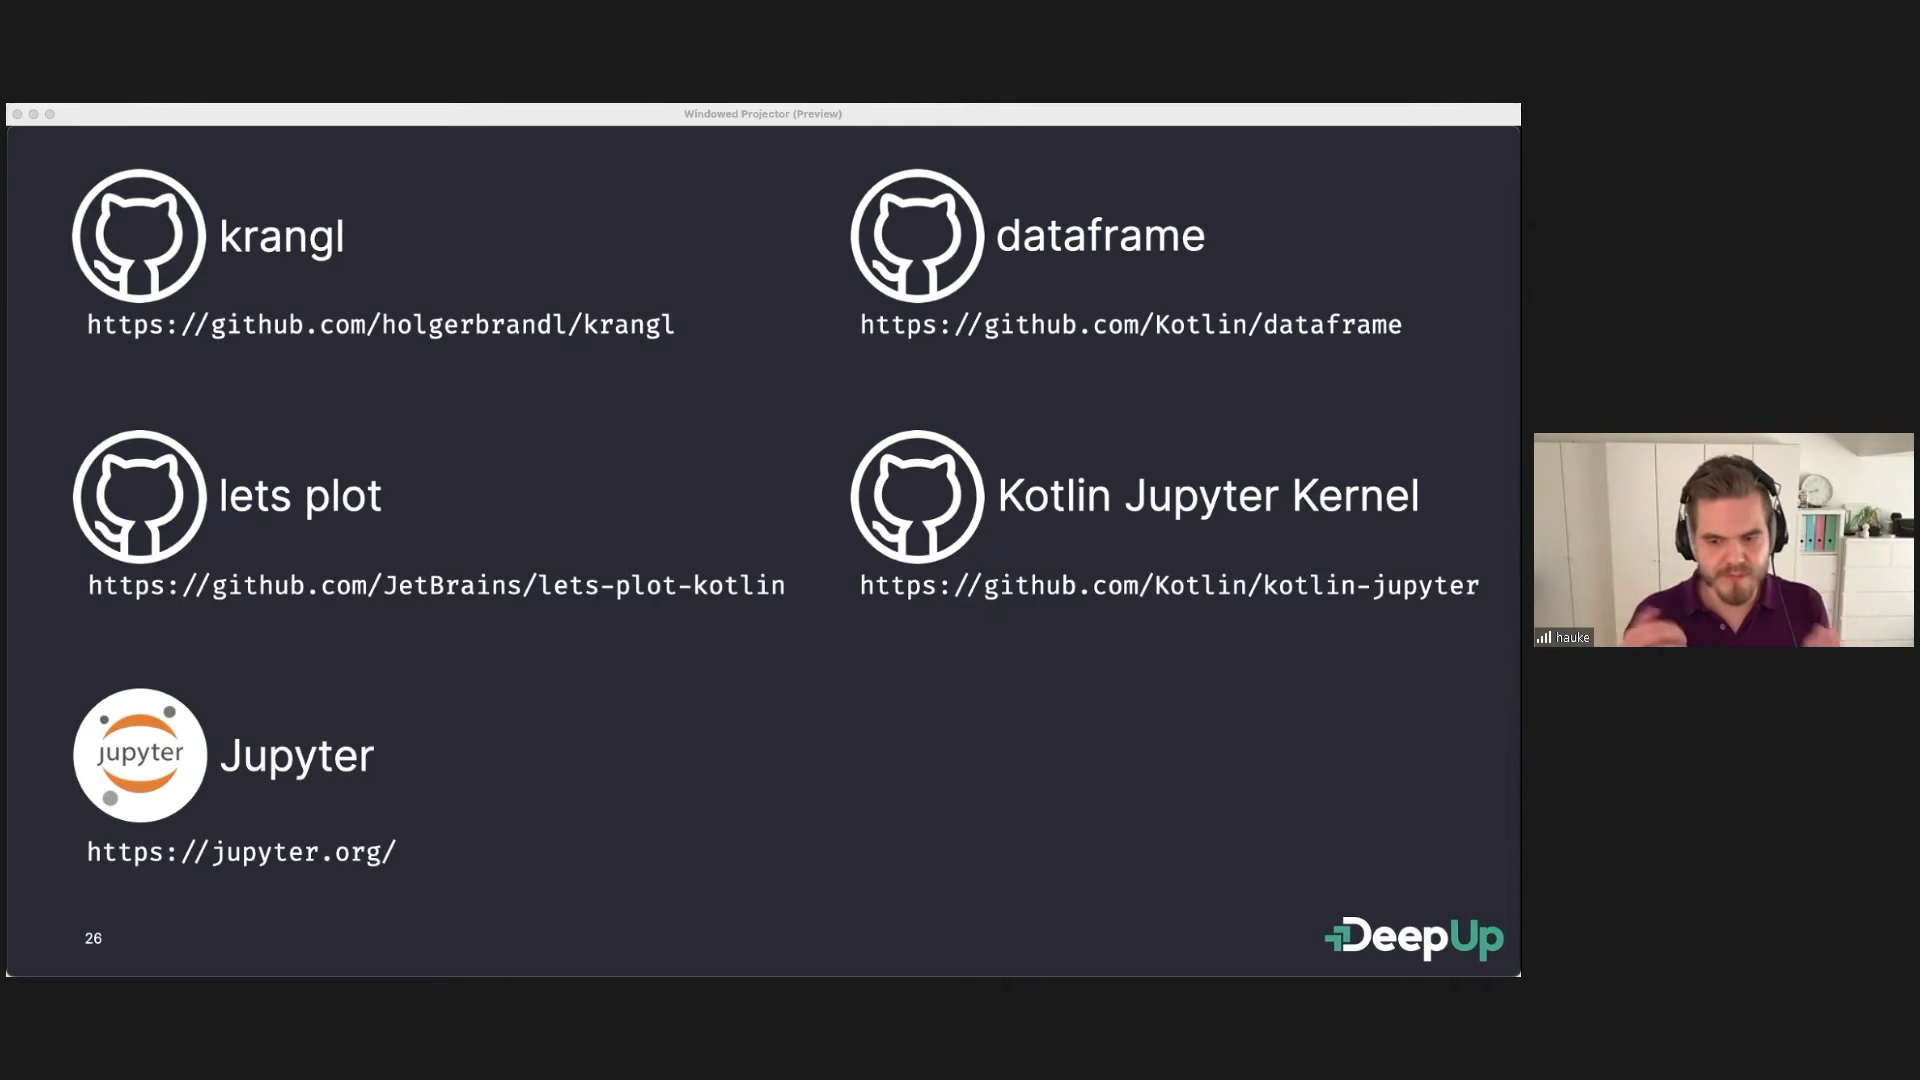 Windowed Projector (Preview)
krangl
https://github.com/holgerbrandl/krangl
dataframe
https://github.com/Kotlin/dataframe
lets plot
https://github.com/JetBrains/lets-plot-kotlin
Kotlin Jupyter Kernel
https://github.com/Kotlin/kotlin-jupyter
jupyter
Jupyter
https://jupyter.org/
26
DeepUp
hauke